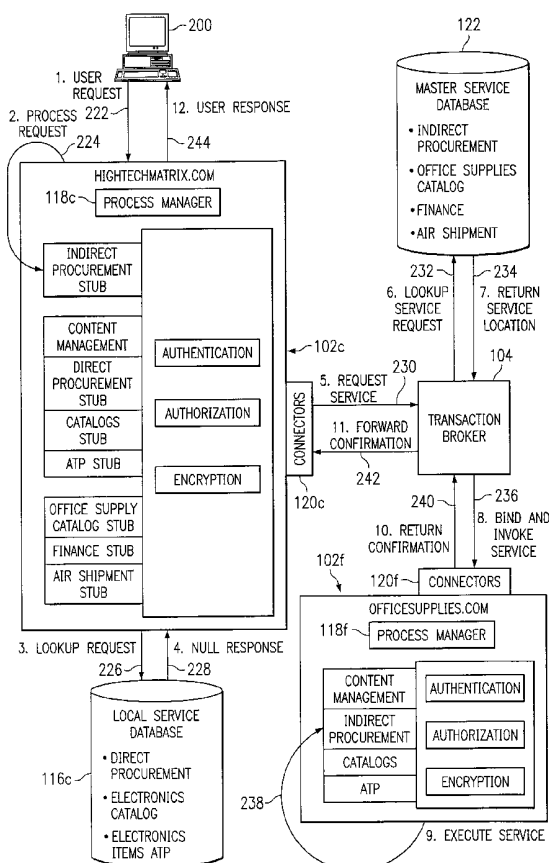 200
1. USER
REQUEST
222
12. USER RESPONSE
244
2. PROCESS
REQUEST
224
HIGHTECHMATRIX.COM
118c
PROCESS MANAGER
INDIRECT
PROCUREMENT
STUB
CONTENT
MANAGEMENT
DIRECT
PROCUREMENT
STUB
CATALOGS
STUB
ATP STUB
OFFICE SUPPLY
CATALOG STUB
FINANCE STUB
AIR SHIPMENT
STUB
AUTHENTICATION
AUTHORIZATION
ENCRYPTION
102c
CONNECTORS
120c
3. LOOKUP REQUEST
226
4. NULL RESPONSE
228
LOCAL SERVICE
DATABASE
• DIRECT
PROCUREMENT
• ELECTRONICS
CATALOG
• ELECTRONICS
ITEMS ATP
116c
122
MASTER SERVICE
DATABASE
• INDIRECT
PROCUREMENT
• OFFICE SUPPLIES
CATALOG
• FINANCE
• AIR SHIPMENT
232
234
6. LOOKUP
SERVICE
REQUEST
7. RETURN
SERVICE
LOCATION
104
5. REQUEST
SERVICE
230
TRANSACTION
BROKER
11. FORWARD
CONFIRMATION
242
240
236
10. RETURN
CONFIRMATION
8. BIND AND
INVOKE
SERVICE
102f
120f
CONNECTORS
OFFICESUPPLIES.COM
118f
PROCESS MANAGER
CONTENT
MANAGEMENT
INDIRECT
PROCUREMENT
CATALOGS
ATP
AUTHENTICATION
AUTHORIZATION
ENCRYPTION
238
9. EXECUTE SERVICE